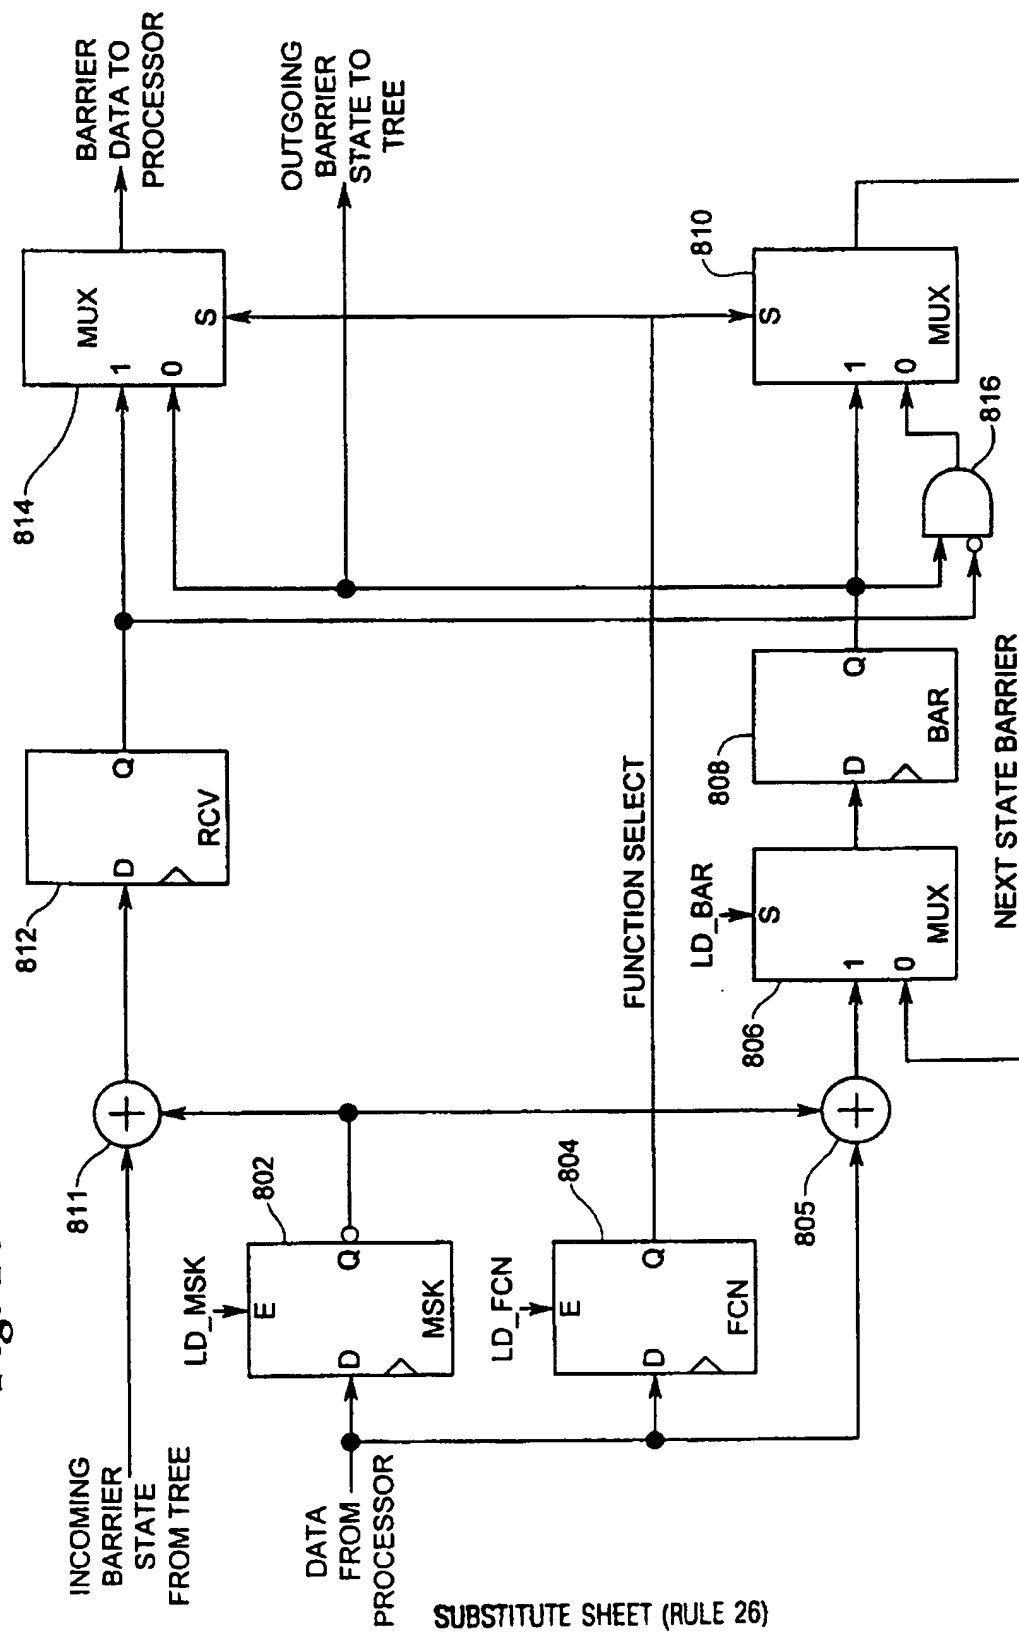 INCOMING
BARRIER
STATE
FROM TREE
811
812
D
Q
RCV
814
MUX
1
0
S
BARRIER
DATA TO
PROCESSOR
OUTGOING
BARRIER
STATE TO
TREE
DATA
FROM
PROCESSOR
LD_MSK
802
E
D
Q
MSK
LD_FCN
804
E
D
Q
FCN
FUNCTION SELECT
805
806
LD_BAR
S
1
0
MUX
808
D
Q
BAR
810
S
1
0
MUX
816
NEXT STATE BARRIER
SUBSTITUTE SHEET (RULE 26)